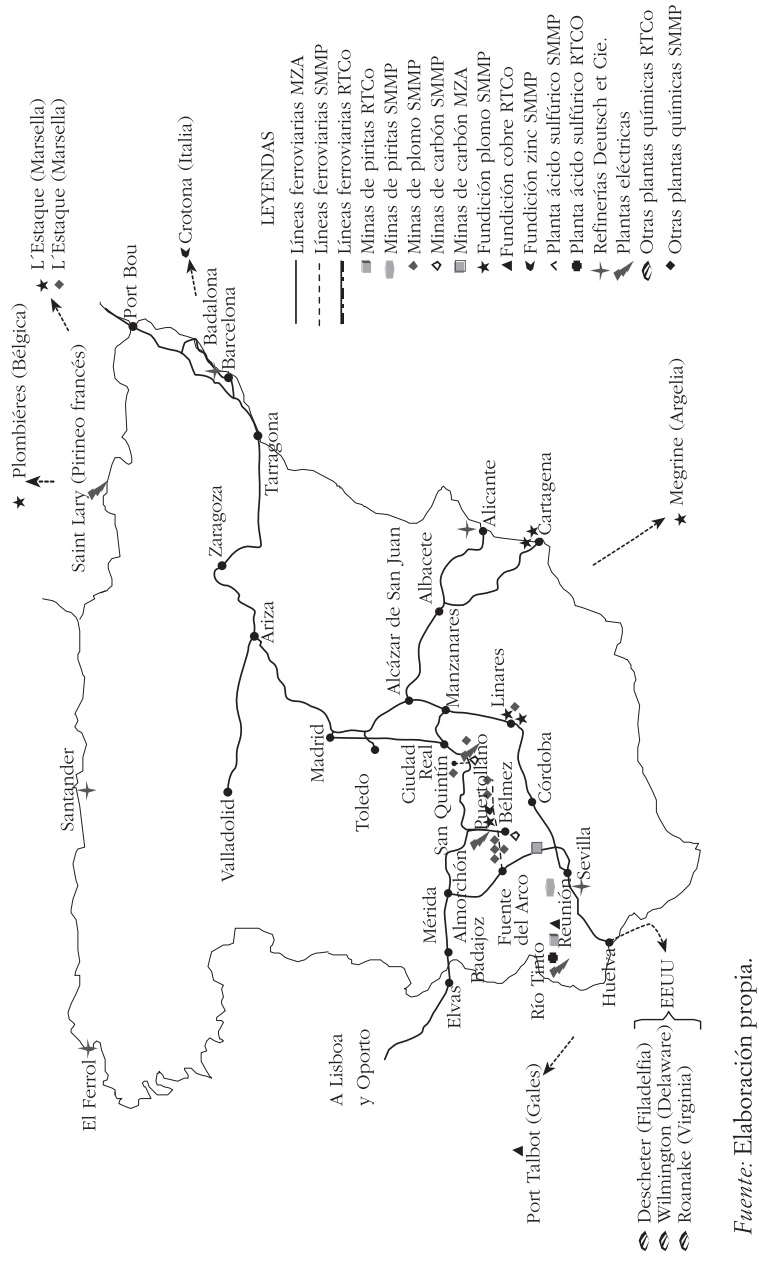 Plombiéres (Bélgica)
L´Estaque (Marsella)
L´Estaque (Marsella)
Saint Lary (Pirineo francés)
Crotona (Italia)
Port Bou
Badalona
Barcelona
Tarragona
Zaragoza
Ariza
Santander
El Ferrol
Valladolid
Madrid
Toledo
Alcázar de San Juan
Albacete
Manzanares
Alicante
Cartagena
Ciudad
Real
San Quintín
Puertollano
Linares
Bélmez
Córdoba
Mérida
Almorchón
Badajoz
Elvas
Fuente
del Arco
Reunión
Sevilla
Río Tinto
Huelva
A Lisboa
y Oporto
Megrine (Argelia)
Port Talbot (Gales)
EEUU
Descheter (Filadelfia)
Wilmington (Delaware)
Roanake (Virginia)
LEYENDAS
Líneas ferroviarias MZA
Líneas ferroviarias SMMP
Líneas ferroviarias RTCo
Minas de piritas RTCo
Minas de piritas SMMP
Minas de plomo SMMP
Minas de carbón SMMP
Minas de carbón MZA
Fundición plomo SMMP
Fundición cobre RTCo
Fundición zinc SMMP
Planta ácido sulfúrico SMMP
Planta ácido sulfúrico RTCO
Refinerías Deutsch et Cie.
Plantas eléctricas
Otras plantas químicas RTCo
Otras plantas químicas SMMP
Fuente: Elaboración propia.